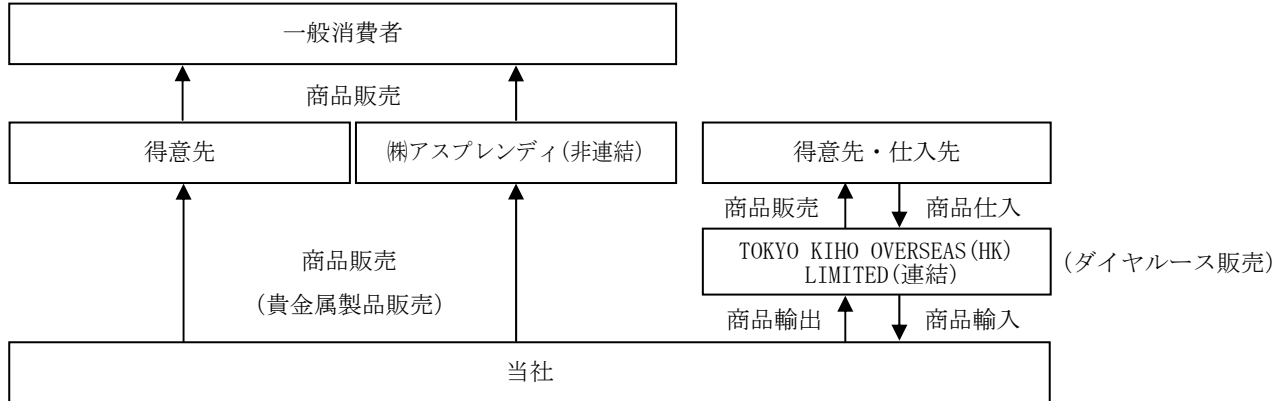 一般消費者
商品販売
得意先
㈱アスプレンディ(非連結)
得意先・仕入先
商品販売
商品仕入
TOKYO KIHO OVERSEAS(HK)
LIMITED(連結)
(ダイヤルース販売)
商品販売
(貴金属製品販売)
商品輸出
商品輸入
当社